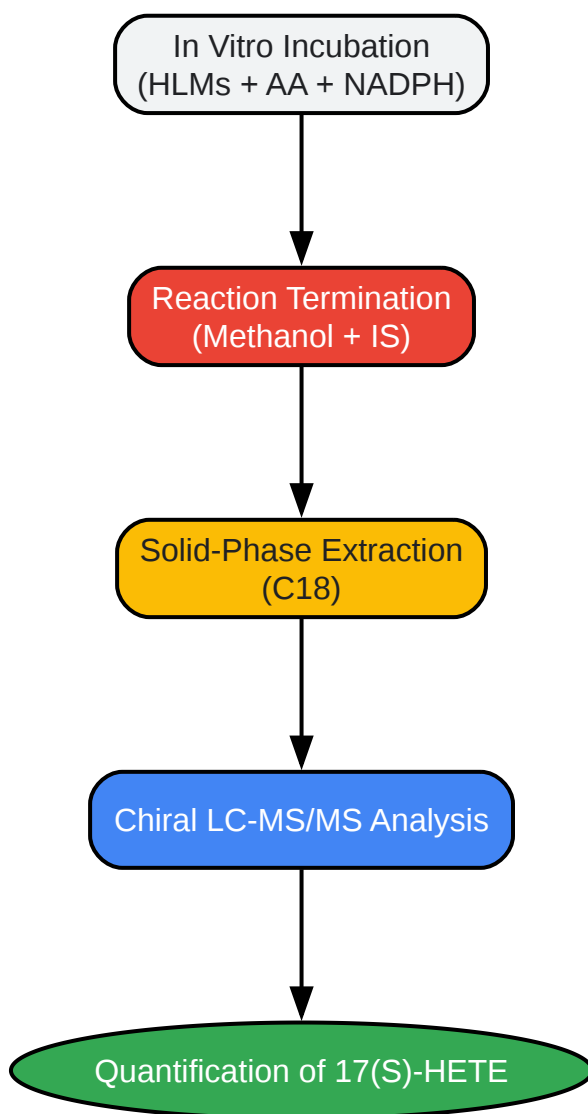 In Vitro Incubation
(HLMs + AA + NADPH)
Reaction Termination
(Methanol + IS)
Solid-Phase Extraction
(C18)
Chiral LC-MS/MS Analysis
Quantification of 17(S)-HETE